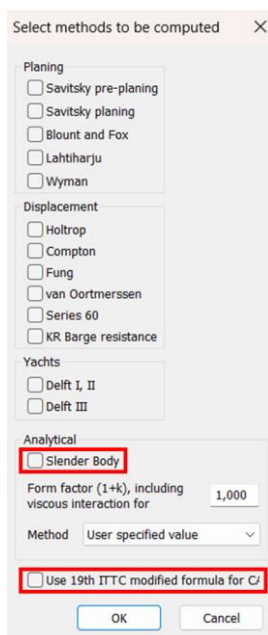 Select methods to be computed
Planing
Savitsky pre-planing
Savitsky planing
Blount and Fox
Lahtiharju
Wyman
Displacement
Holtrop
Compton
Fung
van Oortmerssen
Series 60
KR Barge resistance
Yachts
Delft I, II
Delft III
Analytical
Slender Body
Form factor (1+k), including
viscous interaction for
1,000
Method User specified value
Use 19th ITTC modified formula for CA
OK Cancel